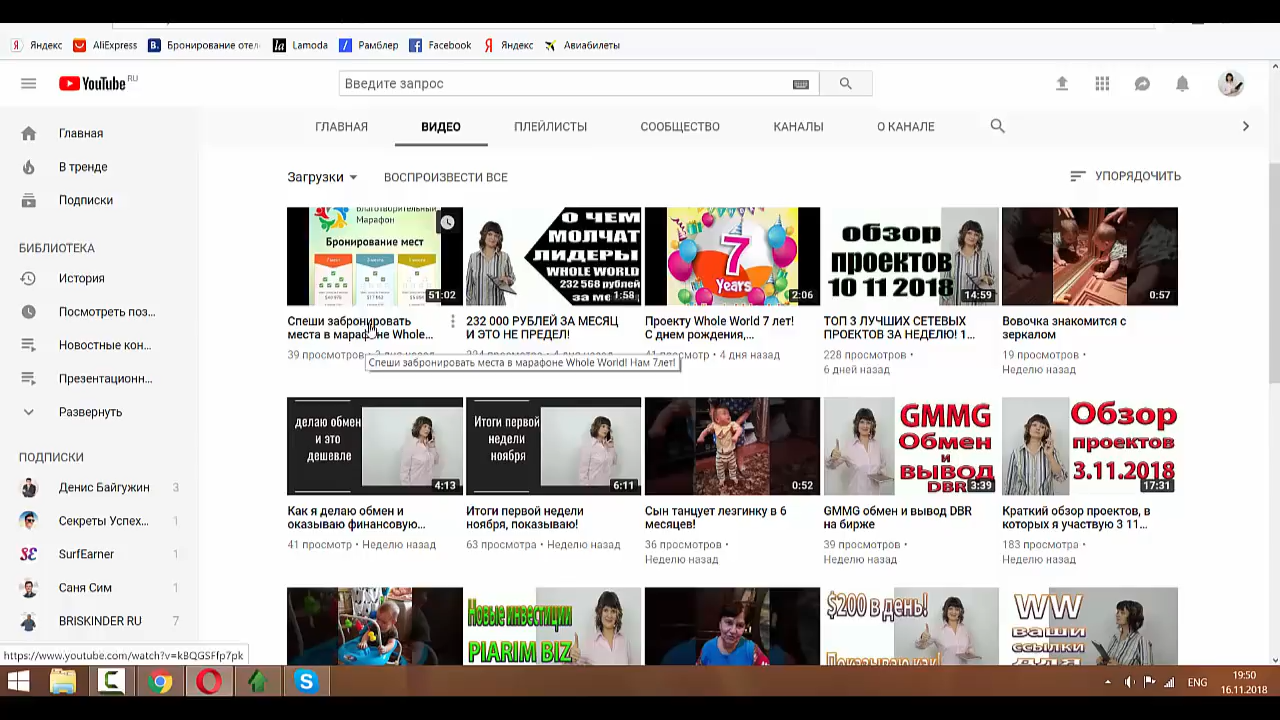 Яндекс AliExpress Бронирование отел Lamoda Рамблер Facebook Яндекс Авиабилеты
YouTube RU
Введите запрос
ГЛАВНАЯ ВИДЕО ПЛЕЙЛИСТЫ СООБЩЕСТВО КАНАЛЫ О КАНАЛЕ
Главная
В тренде
Подписки
БИБЛИОТЕКА
История
Посмотреть поз...
Новостные кон...
Презентационн...
Развернуть
ПОДПИСКИ
Денис Байгужин 3
Секреты Успех... 1
SurfEarner 1
Саня Сим 1
BRISKINDER RU 7
Загрузки ВОСПРОИЗВЕСТИ ВСЕ УПОРЯДОЧИТЬ
Благотворительный
Марафон
Бронирование мест
51:02
О ЧЕМ
МОЛЧАТ
ЛИДЕРЫ
WHOLE WORLD
232 568 рублей
1:58
7
Years
2:06
обзор
проектов
10 11 2018
14:59
0:57
Спеши забронировать
места в марафоне Whole...
39 просмотров
232 000 РУБЛЕЙ ЗА МЕСЯЦ
И ЭТО НЕ ПРЕДЕЛ!
Проекту Whole World 7 лет!
С днем рождения,...
41 просмотр • 4 дня назад
ТОП 3 ЛУЧШИХ СЕТЕВЫХ
ПРОЕКТОВ ЗА НЕДЕЛЮ! 1...
228 просмотров •
6 дней назад
Вовочка знакомится с
зеркалом
19 просмотров •
Неделю назад
Спеши забронировать места в марафоне Whole World! Нам 7лет!
делаю обмен
и это
дешевле
4:13
Итоги первой
недели
ноября
6:11
0:52
GMMG
Обмен
и
ВЫВОД
DBR
3:39
Обзор
проектов
3.11.2018
17:31
Как я делаю обмен и
оказываю финансовую...
41 просмотр • Неделю назад
Итоги первой недели
ноября, показываю!
63 просмотра • Неделю назад
Сын танцует лезгинку в 6
месяцев!
36 просмотров •
Неделю назад
GMMG обмен и вывод DBR
на бирже
39 просмотров •
Неделю назад
Краткий обзор проектов, в
которых я участвую 3 11...
183 просмотра •
Неделю назад
Новые инвестиции
PIARIM BIZ
$200 в день!
Показываю как!
WW
ваши
ссылки
для
https://www.youtube.com/watch?v=kBQGSFfp7pk
ENG
19:50
16.11.2018